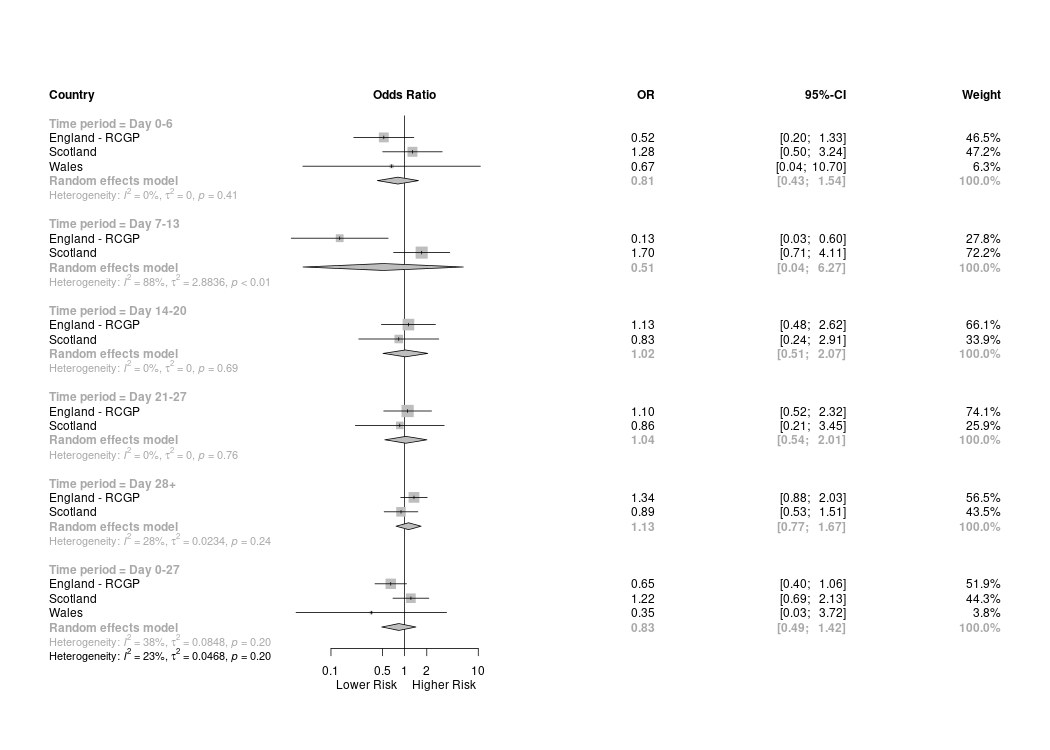 Country Odds Ratio OR 95%-CI Weight
Time period = Day 0-6
England - RCGP 0.52 [0.20; 1.33] 46.5%
Scotland 1.28 [0.50; 3.24] 47.2%
Wales 0.67 [0.04; 10.70] 6.3%
Random effects model 0.81 [0.43; 1.54] 100.0%
Heterogeneity: I² = 0%, τ² = 0, p = 0.41
Time period = Day 7-13
England - RCGP 0.13 [0.03; 0.60] 27.8%
Scotland 1.70 [0.71; 4.11] 72.2%
Random effects model 0.51 [0.04; 6.27] 100.0%
Heterogeneity: I² = 88%, τ² = 2.8836, p < 0.01
Time period = Day 14-20
England - RCGP 1.13 [0.48; 2.62] 66.1%
Scotland 0.83 [0.24; 2.91] 33.9%
Random effects model 1.02 [0.51; 2.07] 100.0%
Heterogeneity: I² = 0%, τ² = 0, p = 0.69
Time period = Day 21-27
England - RCGP 1.10 [0.52; 2.32] 74.1%
Scotland 0.86 [0.21; 3.45] 25.9%
Random effects model 1.04 [0.54; 2.01] 100.0%
Heterogeneity: I² = 0%, τ² = 0, p = 0.76
Time period = Day 28+
England - RCGP 1.34 [0.88; 2.03] 56.5%
Scotland 0.89 [0.53; 1.51] 43.5%
Random effects model 1.13 [0.77; 1.67] 100.0%
Heterogeneity: I² = 28%, τ² = 0.0234, p = 0.24
Time period = Day 0-27
England - RCGP 0.65 [0.40; 1.06] 51.9%
Scotland 1.22 [0.69; 2.13] 44.3%
Wales 0.35 [0.03; 3.72] 3.8%
Random effects model 0.83 [0.49; 1.42] 100.0%
Heterogeneity: I² = 38%, τ² = 0.0848, p = 0.20
Heterogeneity: I² = 23%, τ² = 0.0468, p = 0.20
0.1 0.5 1 2 10
Lower Risk Higher Risk